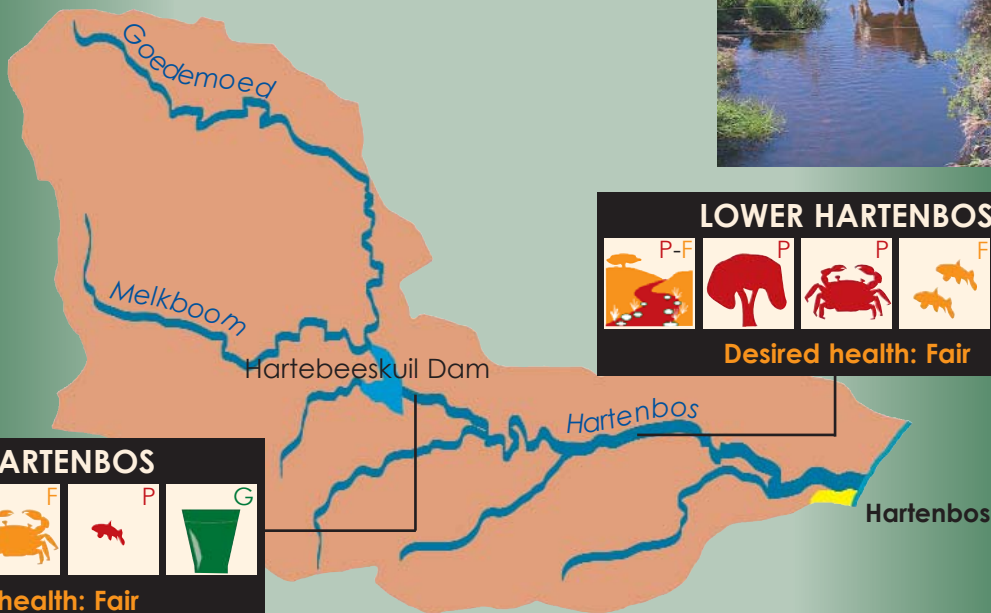 Goedemoed
LOWER HARTENBOS
P-F P P F
Desired health: Fair
Melkboom
Hartebeeskuil Dam
Hartenbos
ARTENBOS
F P G
health: Fair
Hartenbos